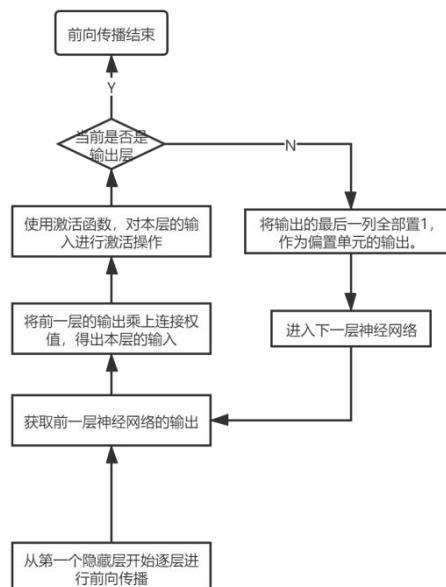 前向传播结束
Y
当前是否是
输出层
N
使用激活函数，对本层的输
入进行激活操作
将输出的最后一列全部置1，
作为偏置单元的输出。
将前一层的输出乘上连接权
值，得出本层的输入
进入下一层神经网络
获取前一层神经网络的输出
从第一个隐藏层开始逐层进
行前向传播